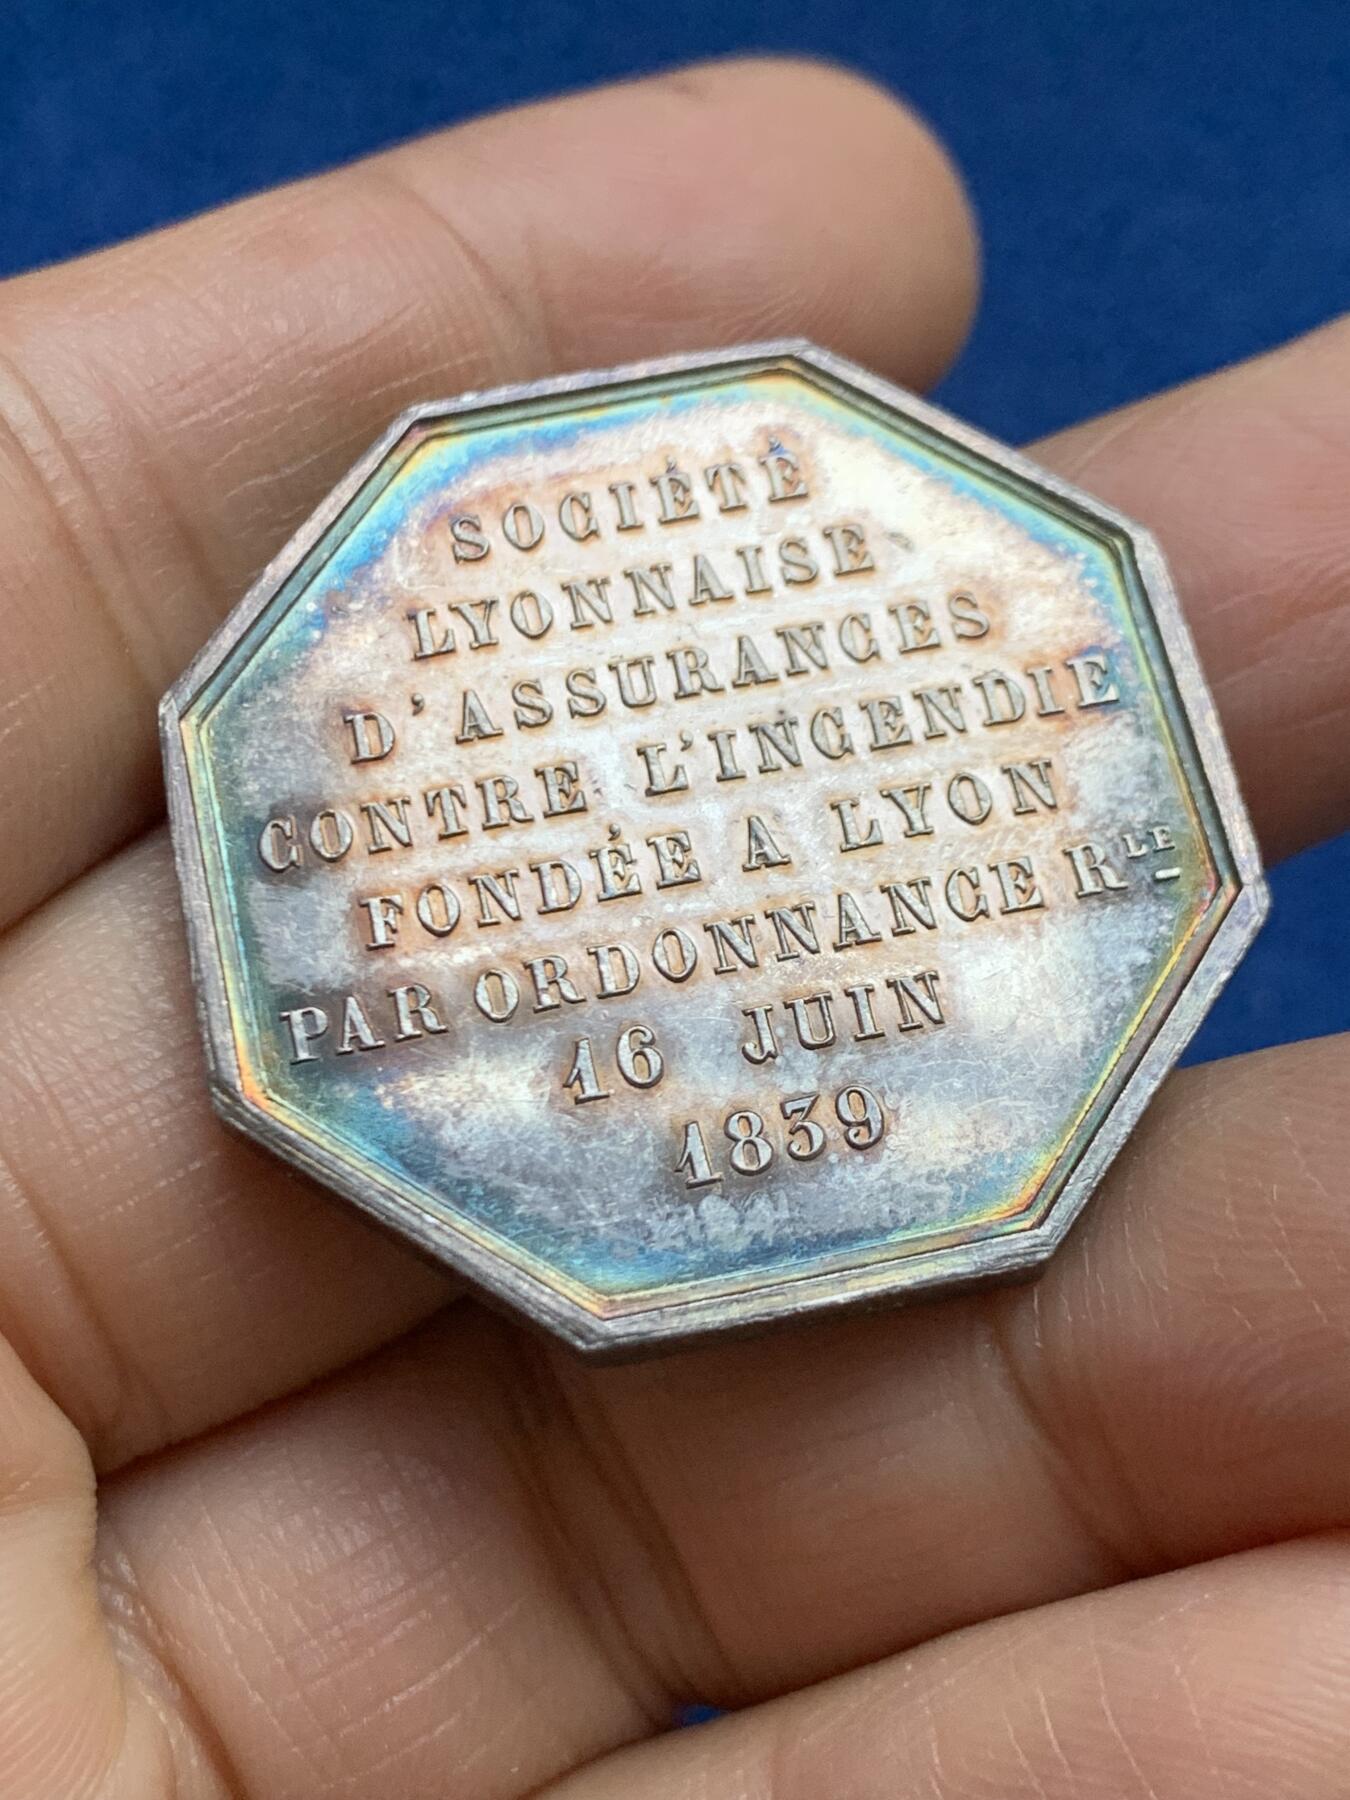 SOCIÉTÉ
LYONNAISE
D'ASSURANCES
CONTRE L'INCENDIE
FONDÉE A LYON
PAR ORDONNANCE RLE
16 JUIN
1839